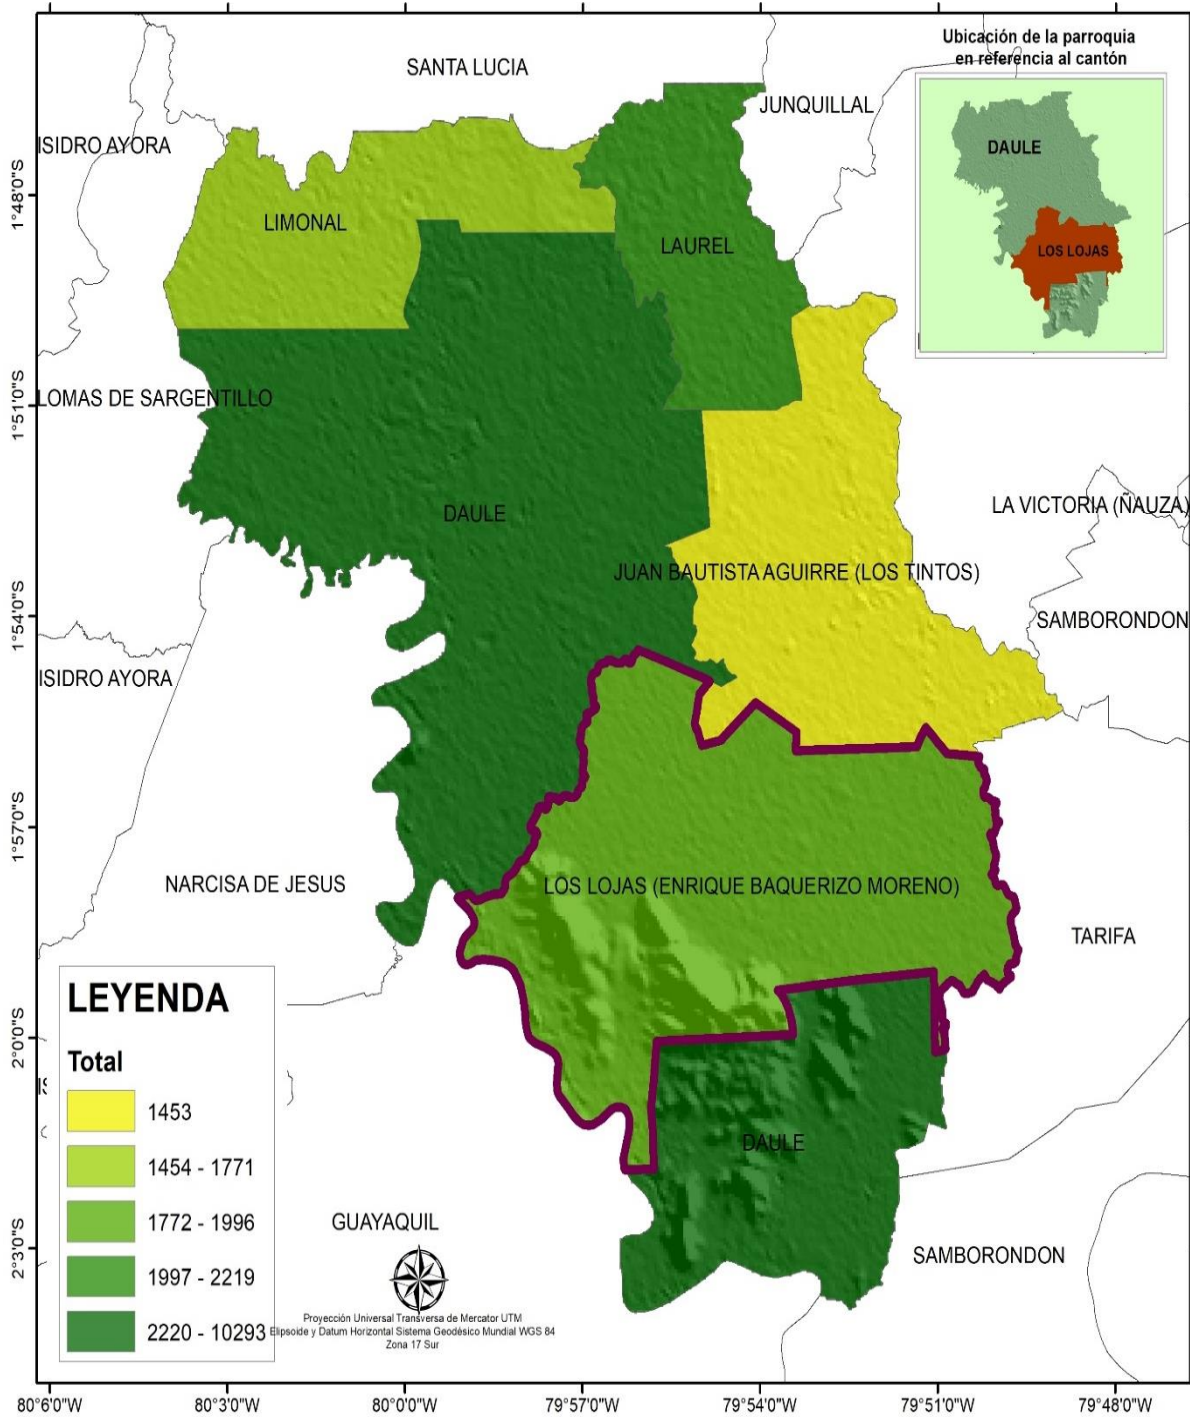 Ubicación de la parroquia
en referencia al cantón
SANTA LUCIA
JUNQUILLAL
ISIDRO AYORA
DAULE
LOS LOJAS
1°48'0"S
LIMONAL
LAUREL
LOMAS DE SARGENTILLO
1°51'0"S
DAULE
LA VICTORIA (ÑAUZA)
JUAN BAUTISTA AGUIRRE (LOS TINTOS)
1°54'0"S
SAMBORONDON
ISIDRO AYORA
1°57'0"S
NARCISA DE JESUS
LOS LOJAS (ENRIQUE BAQUERIZO MORENO)
TARIFA
2°0'0"S
LEYENDA
Total
1453
1454 - 1771
1772 - 1996
1997 - 2219
2220 - 10293
DAULE
GUAYAQUIL
2°3'0"S
SAMBORONDON
Proyección Universal Transversa de Mercator UTM
Elipsoide y Datum Horizontal Sistema Geodésico Mundial WGS 84
Zona 17 Sur
80°6'0"W
80°3'0"W
80°0'0"W
79°57'0"W
79°54'0"W
79°51'0"W
79°48'0"W